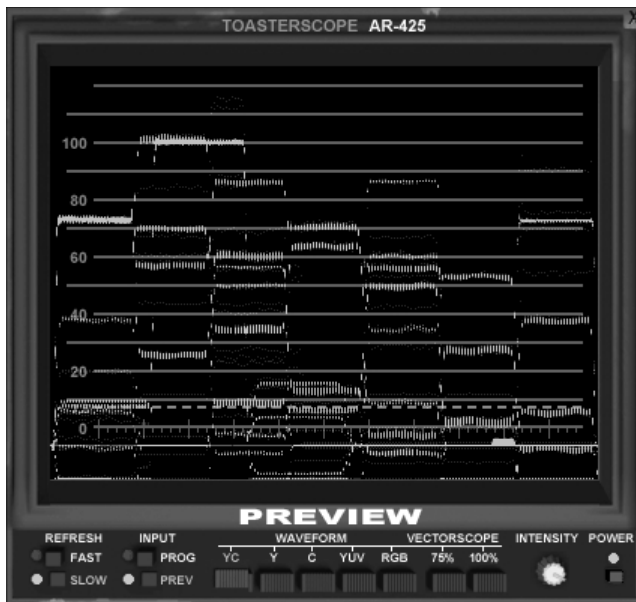 TOASTERSCOPE AR-425
X
100
80
60
40
20
0
PREVIEW
REFRESH INPUT WAVEFORM VECTORSCOPE INTENSITY POWER
FAST PROG YC Y C YUV RGB 75% 100%
SLOW PREV